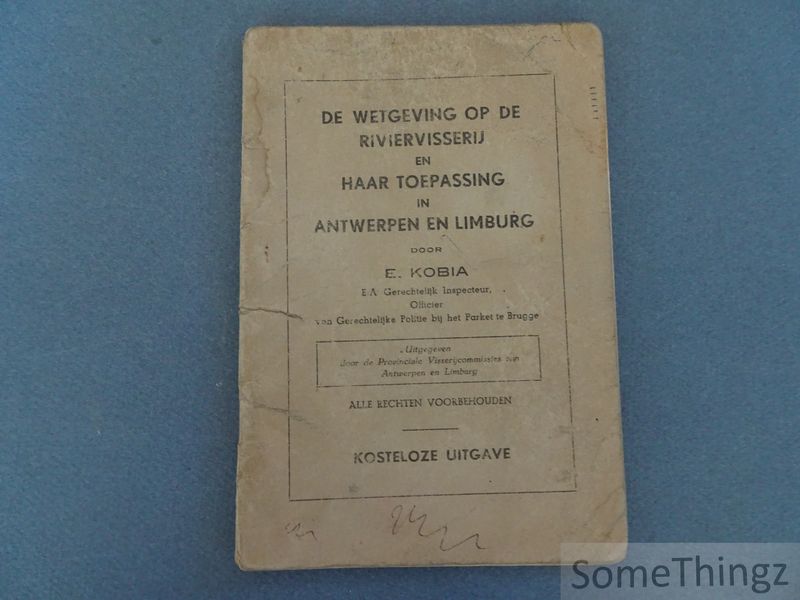 DE WETGEVING OP DE
RIVIERVISSERIJ
EN
HAAR TOEPASSING
IN
ANTWERPEN EN LIMBURG
DOOR
E. KOBIA
E.A. Gerechtelijk Inspecteur,
Officier
van Gerechtelijke Politie bij het Parket te Brugge
Uitgegeven
door de Provinciale Visserijcommissies van
Antwerpen en Limburg
ALLE RECHTEN VOORBEHOUDEN
KOSTELOZE UITGAVE
SomeThingz